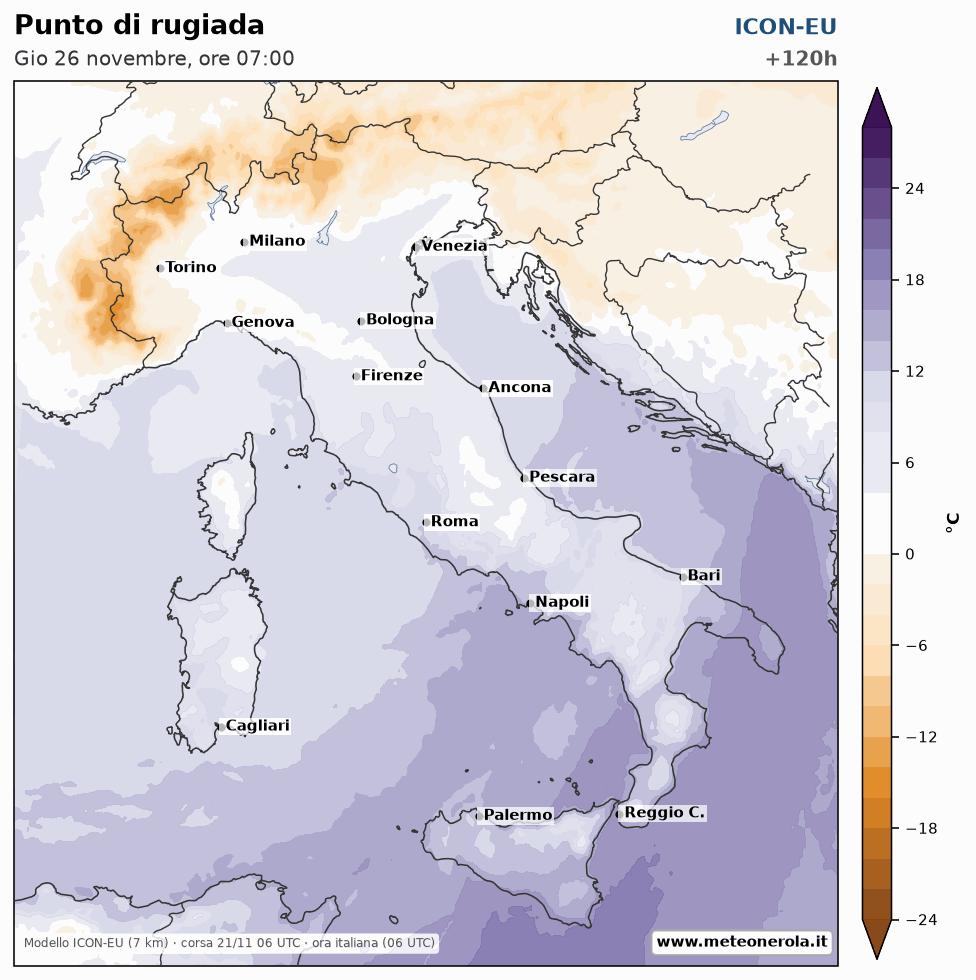 Punto di rugiada
ICON-EU
Gio 26 novembre, ore 07:00
+120h
Milano
Venezia
Torino
Genova
Bologna
Firenze
Ancona
Pescara
Roma
Bari
Napoli
Cagliari
Palermo
Reggio C.
24
18
12
6
0
−6
−12
−18
−24
°C
Modello ICON-EU (7 km) · corsa 21/11 06 UTC · ora italiana (06 UTC)
www.meteonerola.it